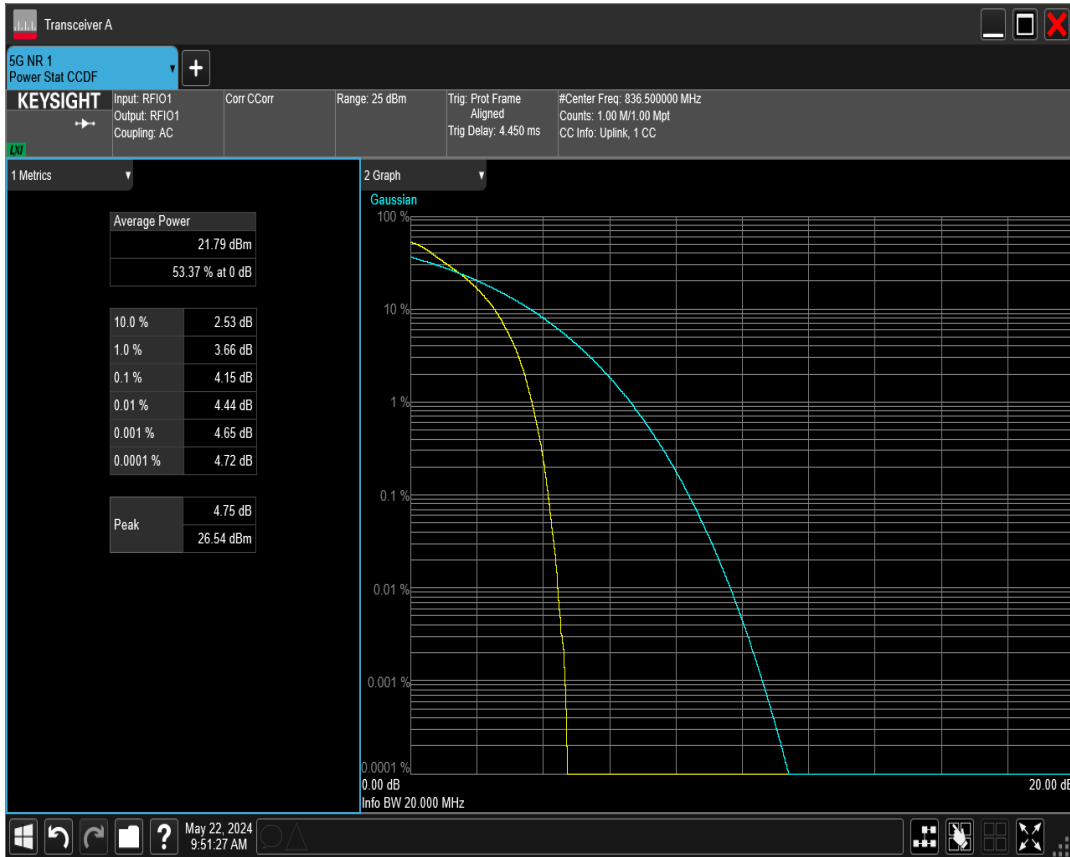 Transceiver A
5G NR 1
Power Stat CCDF
+
KEYSIGHT
LXI
Input: RFIO1
Output: RFIO1
Coupling: AC
Corr CCorr
Range: 25 dBm
Trig: Prot Frame
Aligned
Trig Delay: 4.450 ms
#Center Freq: 836.500000 MHz
Counts: 1.00 M/1.00 Mpt
CC Info: Uplink, 1 CC
1 Metrics
Average Power
21.79 dBm
53.37 % at 0 dB
10.0 % 2.53 dB
1.0 % 3.66 dB
0.1 % 4.15 dB
0.01 % 4.44 dB
0.001 % 4.65 dB
0.0001 % 4.72 dB
Peak 4.75 dB
26.54 dBm
2 Graph
Gaussian
100 %
10 %
1 %
0.1 %
0.01 %
0.001 %
0.0001 %
0.00 dB 20.00 dB
Info BW 20.000 MHz
?
May 22, 2024
9:51:27 AM